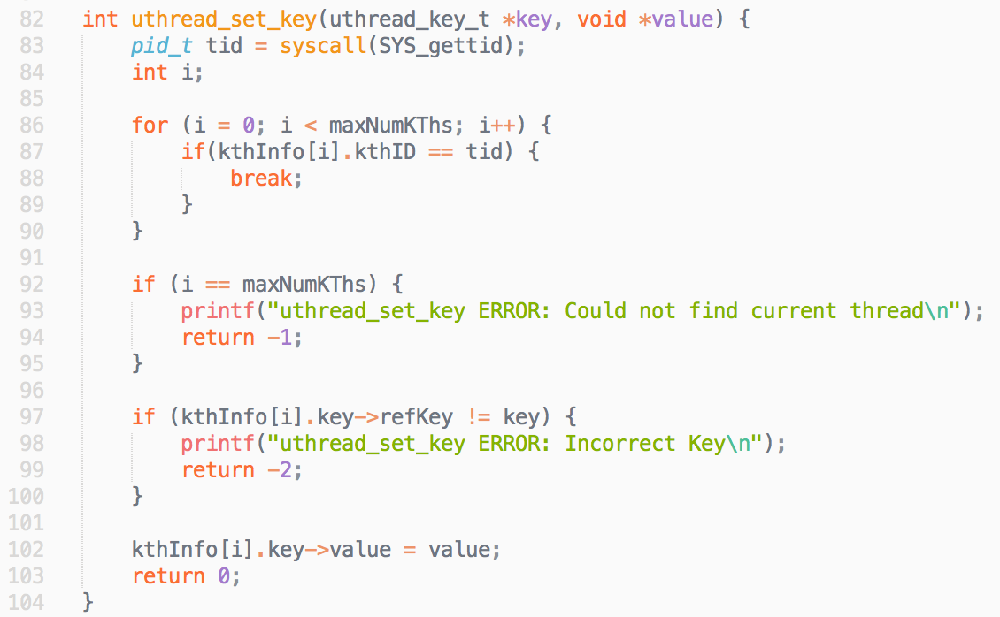 82 int uthread_set_key(uthread_key_t *key, void *value) {
83     pid_t tid = syscall(SYS_gettid);
84     int i;
85
86     for (i = 0; i < maxNumKThs; i++) {
87         if(kthInfo[i].kthID == tid) {
88             break;
89         }
90     }
91
92     if (i == maxNumKThs) {
93         printf("uthread_set_key ERROR: Could not find current thread\n");
94         return -1;
95     }
96
97     if (kthInfo[i].key->refKey != key) {
98         printf("uthread_set_key ERROR: Incorrect Key\n");
99         return -2;
100     }
101
102     kthInfo[i].key->value = value;
103     return 0;
104 }